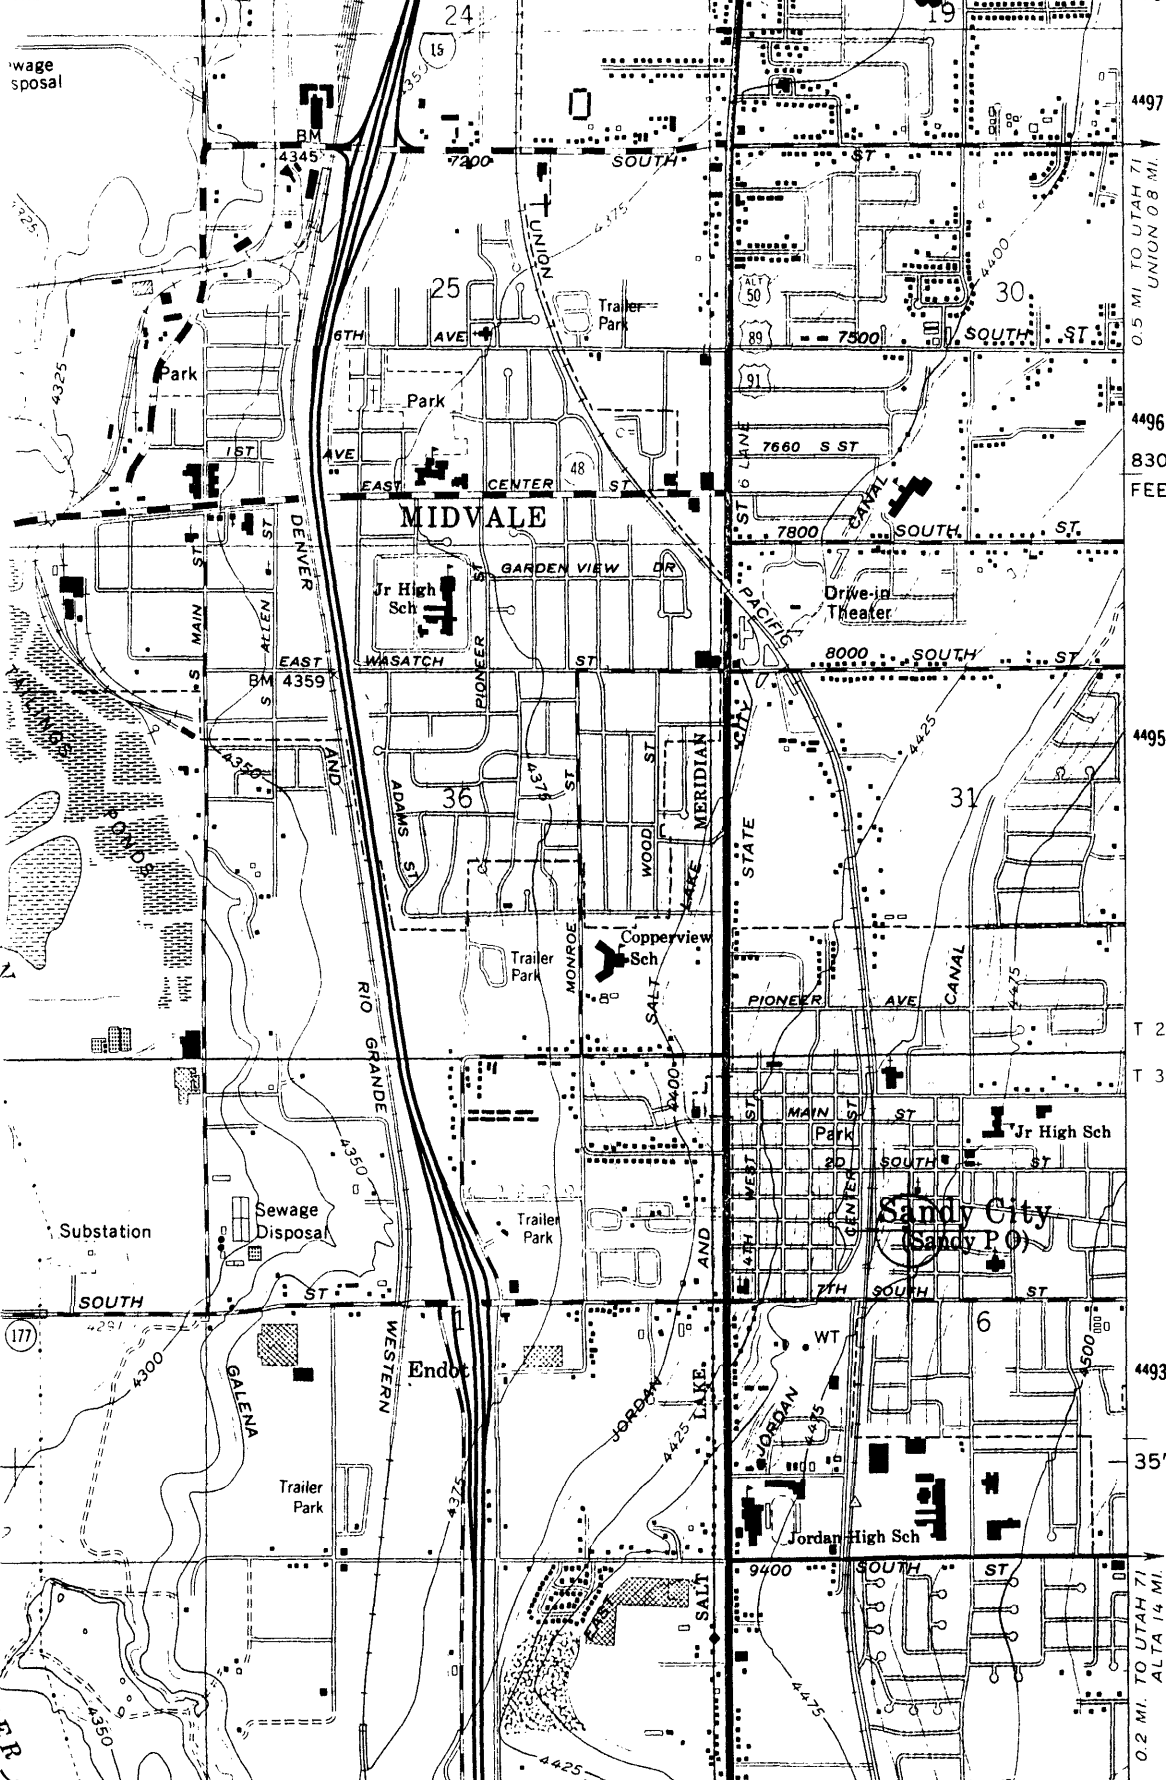 24
19
15
wage
sposal
4497
BM
4345
7200
SOUTH
ST
4325
4475
UNION
4400
0.5 MI. TO UTAH 71
UNION 0.8 MI.
25
ALT
50
30
Trailer
Park
6TH
AVE
89
7500
SOUTH
ST
4325
Park
91
Park
4496
1ST
AVE
7660 S ST
48
830
EAST
CENTER
ST
6 LANE
FEE
MIDVALE
ST
CANAL
7800
SOUTH
ST
DENVER
ST
ST
GARDEN VIEW
DR
Jr High
Sch
ST
PACIFIC
Drive-in
Theater
MAIN
ALLEN
PIONEER
8000
SOUTH
ST
EAST
WASATCH
ST
BM 4359
S
S
TAILINGS
CITY
4425
4495
4350
AND
ST
MERIDIAN
ADAMS
ST
36
4375
ST
31
PONDS
WOOD
STATE
LAKE
Copperview
Sch
Trailer
Park
MONROE
CANAL
4475
RIO
SALT
PIONEER
AVE
T 2
GRANDE
4400
T 3
ST
MAIN
ST
ST
Park
Jr High Sch
4350
2D
SOUTH
ST
WEST
CENTER
Sewage
Disposal
Substation
Trailer
Park
Sandy City
(Sandy P O)
AND
4TH
SOUTH
ST
7TH
SOUTH
ST
177
4291
1
6
WT
WESTERN
Endot
4300
GALENA
4500
4493
JORDAN
LAKE
JORDAN
4475
4425
35'
Trailer
Park
4375
Jordan High Sch
9400
SOUTH
ST
SALT
EAST
0.2 MI. TO UTAH 71
ALTA 14 MI.
4475
4350
ER
4425